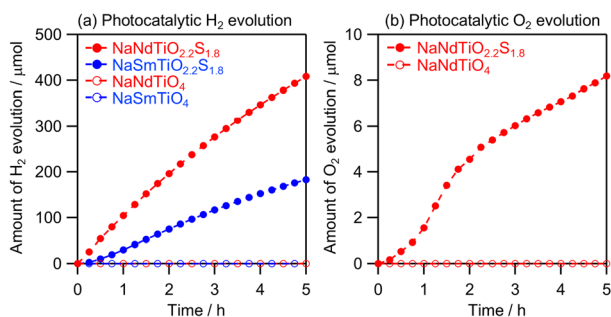 (a) Photocatalytic H₂ evolution
500
400
300
200
100
0
Amount of H₂ evolution / μmol
NaNdTiO₂.₂S₁.₈
NaSmTiO₂.₂S₁.₈
NaNdTiO₄
NaSmTiO₄
0 1 2 3 4 5
Time / h
(b) Photocatalytic O₂ evolution
10
8
6
4
2
0
Amount of O₂ evolution / μmol
NaNdTiO₂.₂S₁.₈
NaNdTiO₄
0 1 2 3 4 5
Time / h